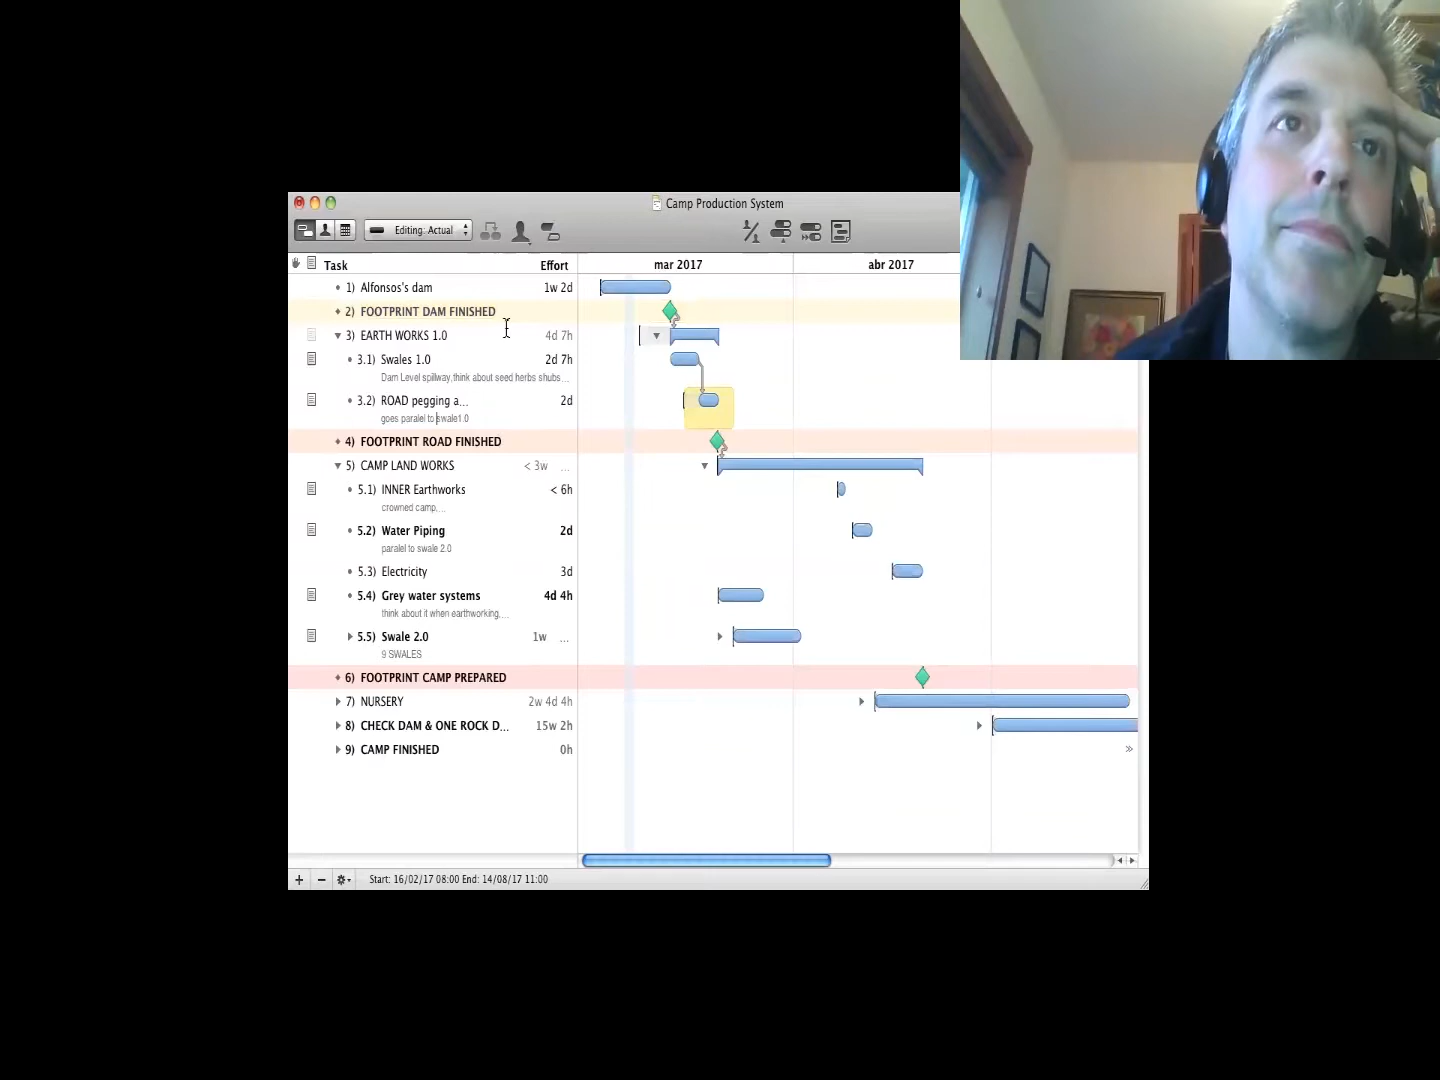 Camp Production System
Editing: Actual
Task Effort mar 2017 abr 2017
1) Alfonsos's dam 1w 2d
2) FOOTPRINT DAM FINISHED
3) EARTH WORKS 1.0 4d 7h
3.1) Swales 1.0 2d 7h
Dam Level spillway,think about seed herbs shubs...
3.2) ROAD pegging a... 2d
goes paralel to swale1.0
4) FOOTPRINT ROAD FINISHED
5) CAMP LAND WORKS < 3w ...
5.1) INNER Earthworks < 6h
crowned camp,...
5.2) Water Piping 2d
paralel to swale 2.0
5.3) Electricity 3d
5.4) Grey water systems 4d 4h
think about it when earthworking,...
5.5) Swale 2.0 1w ...
9 SWALES
6) FOOTPRINT CAMP PREPARED
7) NURSERY 2w 4d 4h
8) CHECK DAM & ONE ROCK D... 15w 2h
9) CAMP FINISHED 0h
Start: 16/02/17 08:00 End: 14/08/17 11:00